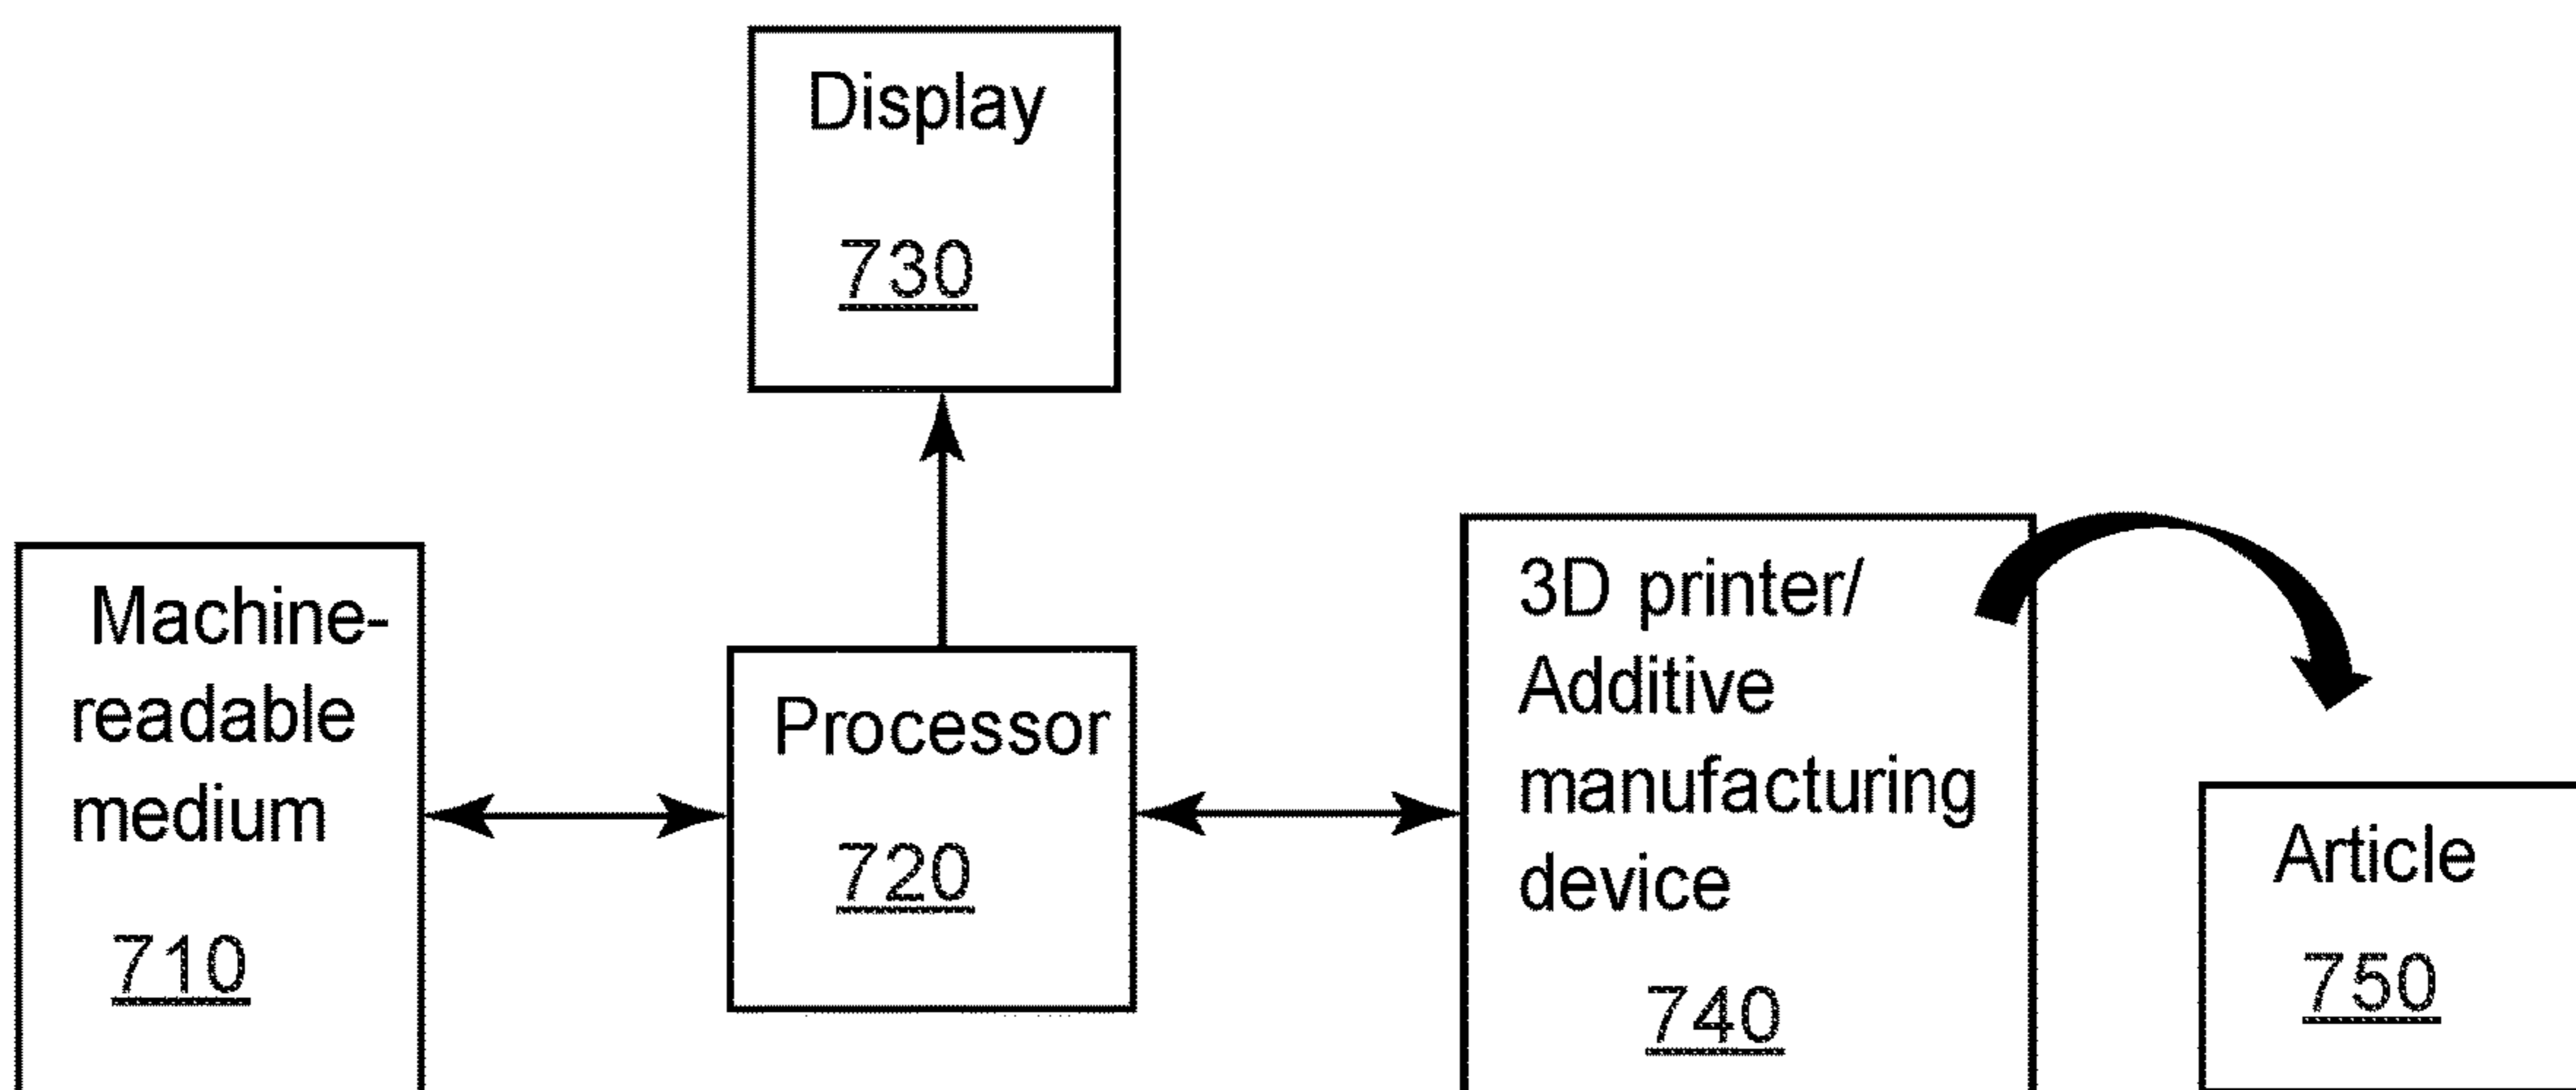 Display
730
Machine-
readable
medium
710
Processor
720
3D printer/
Additive
manufacturing
device
740
Article
750